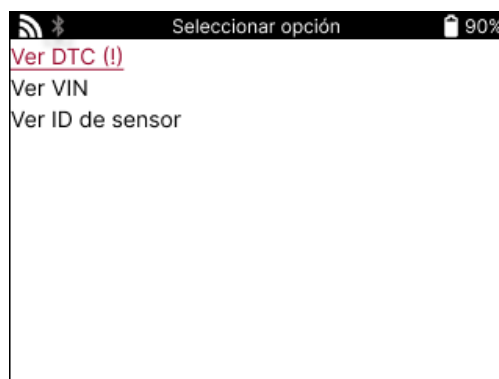 Seleccionar opción 90%
Ver DTC (!)
Ver VIN
Ver ID de sensor